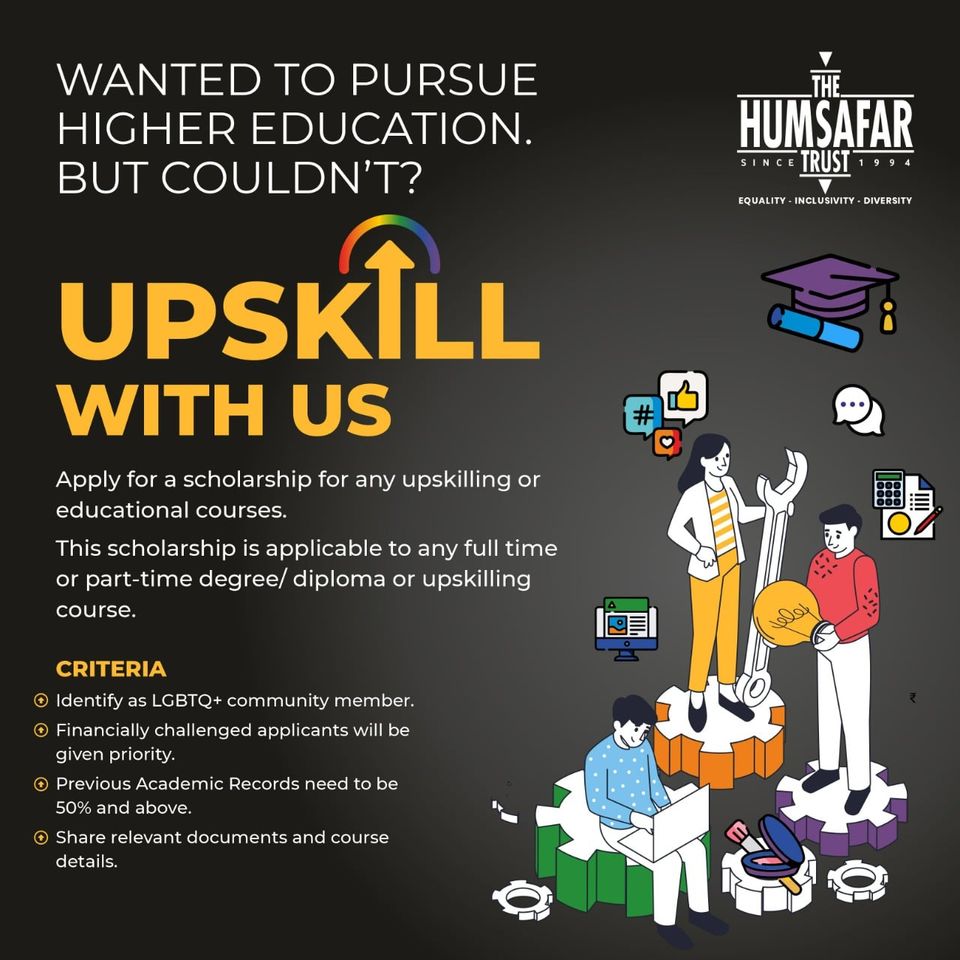 WANTED TO PURSUE
HIGHER EDUCATION.
BUT COULDN'T?
THE
HUMSAFAR
SINCE TRUST 1994
EQUALITY - INCLUSIVITY - DIVERSITY
UPSKILL
WITH US
Apply for a scholarship for any upskilling or
educational courses.
This scholarship is applicable to any full time
or part-time degree/ diploma or upskilling
course.
CRITERIA
Identify as LGBTQ+ community member.
Financially challenged applicants will be
given priority.
Previous Academic Records need to be
50% and above.
Share relevant documents and course
details.
#
₹